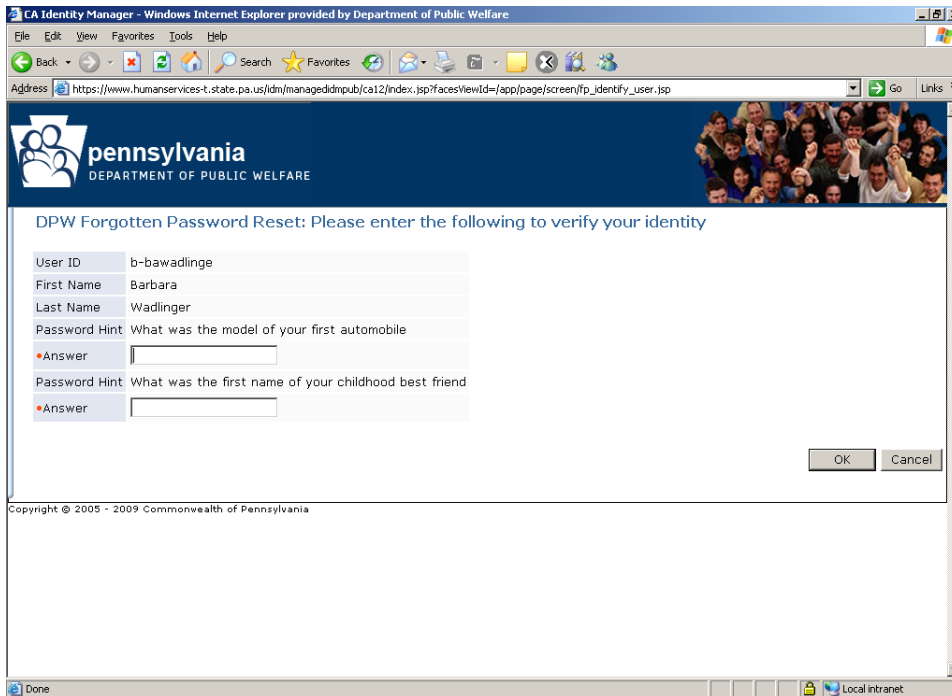 CA Identity Manager - Windows Internet Explorer provided by Department of Public Welfare
File Edit View Favorites Tools Help
Back Search Favorites
Address https://www.humanservices-t.state.pa.us/idm/managedidmpub/ca12/index.jsp?facesViewId=/app/page/screen/fp_identify_user.jsp Go Links
pennsylvania
DEPARTMENT OF PUBLIC WELFARE
DPW Forgotten Password Reset: Please enter the following to verify your identity
User ID b-bawadlinge
First Name Barbara
Last Name Wadlinger
Password Hint What was the model of your first automobile
•Answer
Password Hint What was the first name of your childhood best friend
•Answer
OK Cancel
Copyright © 2005 - 2009 Commonwealth of Pennsylvania
Done Local intranet